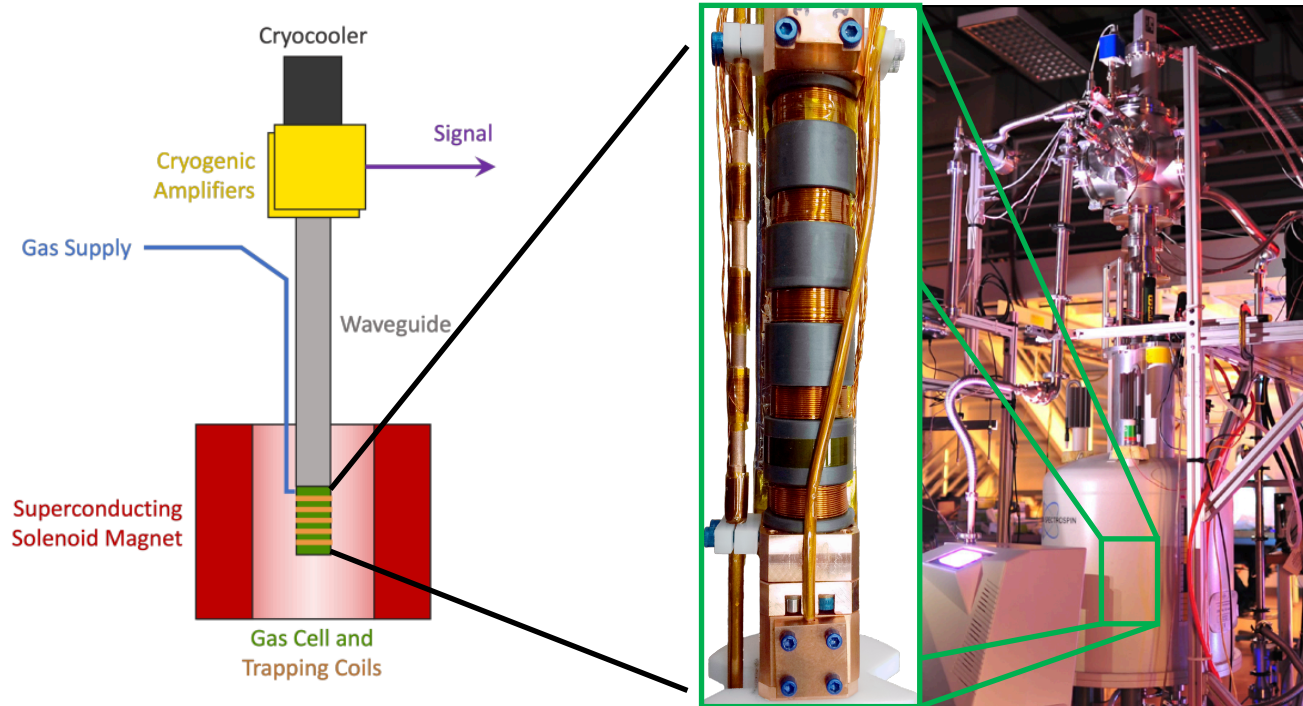 Cryocooler
Cryogenic
Amplifiers
Signal
Gas Supply
Waveguide
Superconducting
Solenoid Magnet
Gas Cell and
Trapping Coils